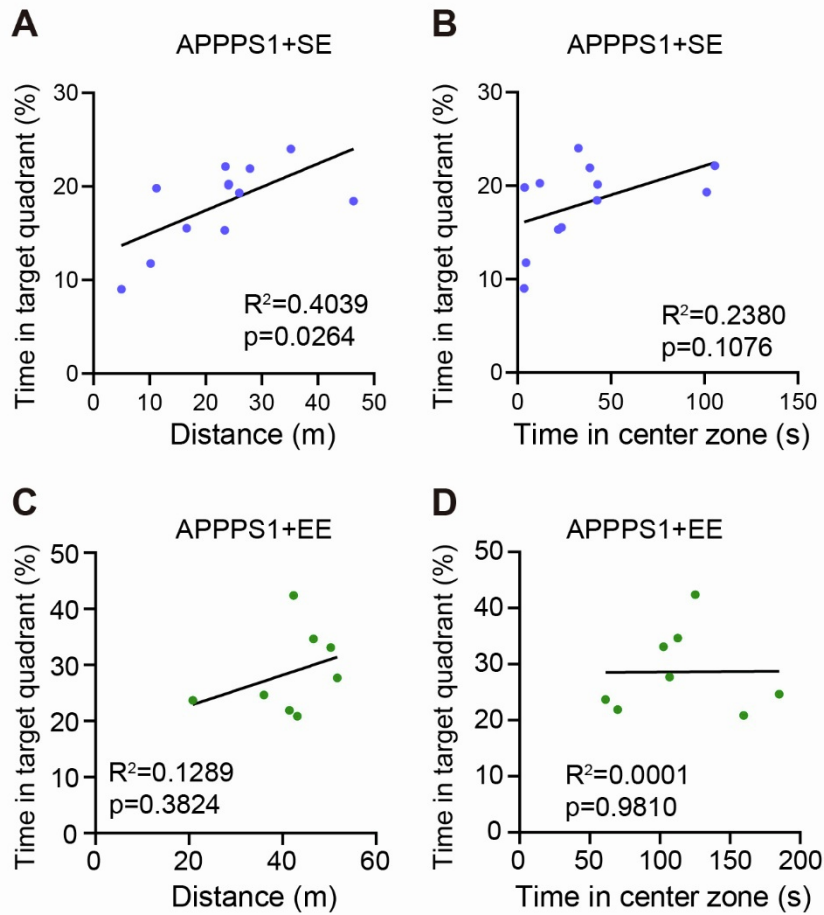 A
APPPS1+SE
Time in target quadrant (%)
30
20
10
0
0 10 20 30 40 50
R²=0.4039
p=0.0264
Distance (m)
B
APPPS1+SE
Time in target quadrant (%)
30
20
10
0
0 50 100 150
R²=0.2380
p=0.1076
Time in center zone (s)
C
APPPS1+EE
Time in target quadrant (%)
50
40
30
20
10
0
0 20 40 60
R²=0.1289
p=0.3824
Distance (m)
D
APPPS1+EE
Time in target quadrant (%)
50
40
30
20
10
0
0 50 100 150 200
R²=0.0001
p=0.9810
Time in center zone (s)